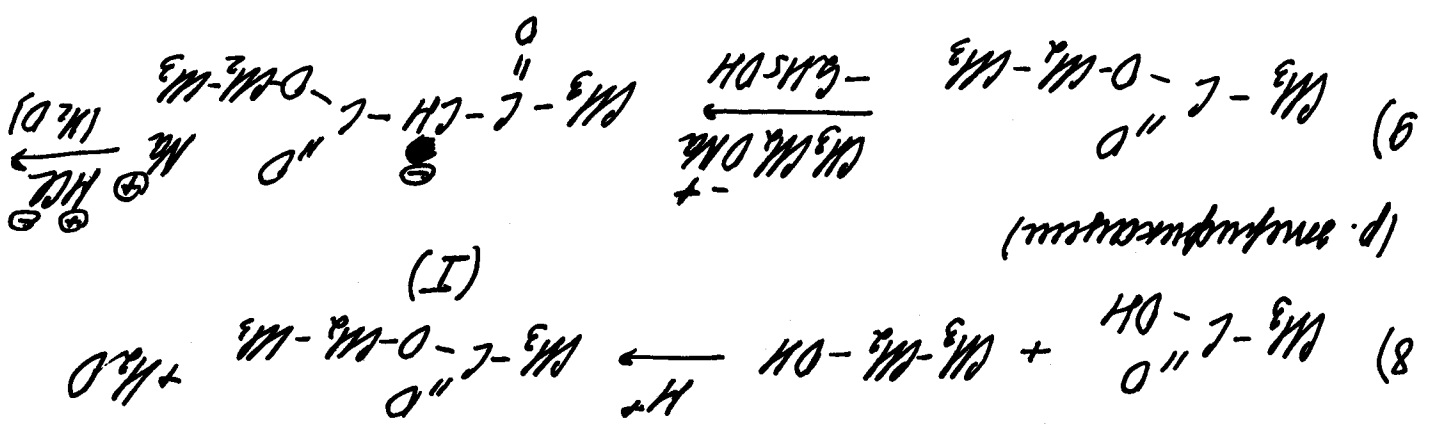 O H+ O
8) CH3 - C - OH + CH3 - CH2 - OH → CH3 - C - O - CH2 - CH3 + H2O
(I)
(р. этерификации)
- + ⊖ ⊕ ⊖
O CH3CH2ONa O Na⊕ HCl
9) CH3 - C - O - CH2 - CH3 → CH3 - C - CH - C - O - CH2 - CH3 →
- C2H5OH (H2O)
O